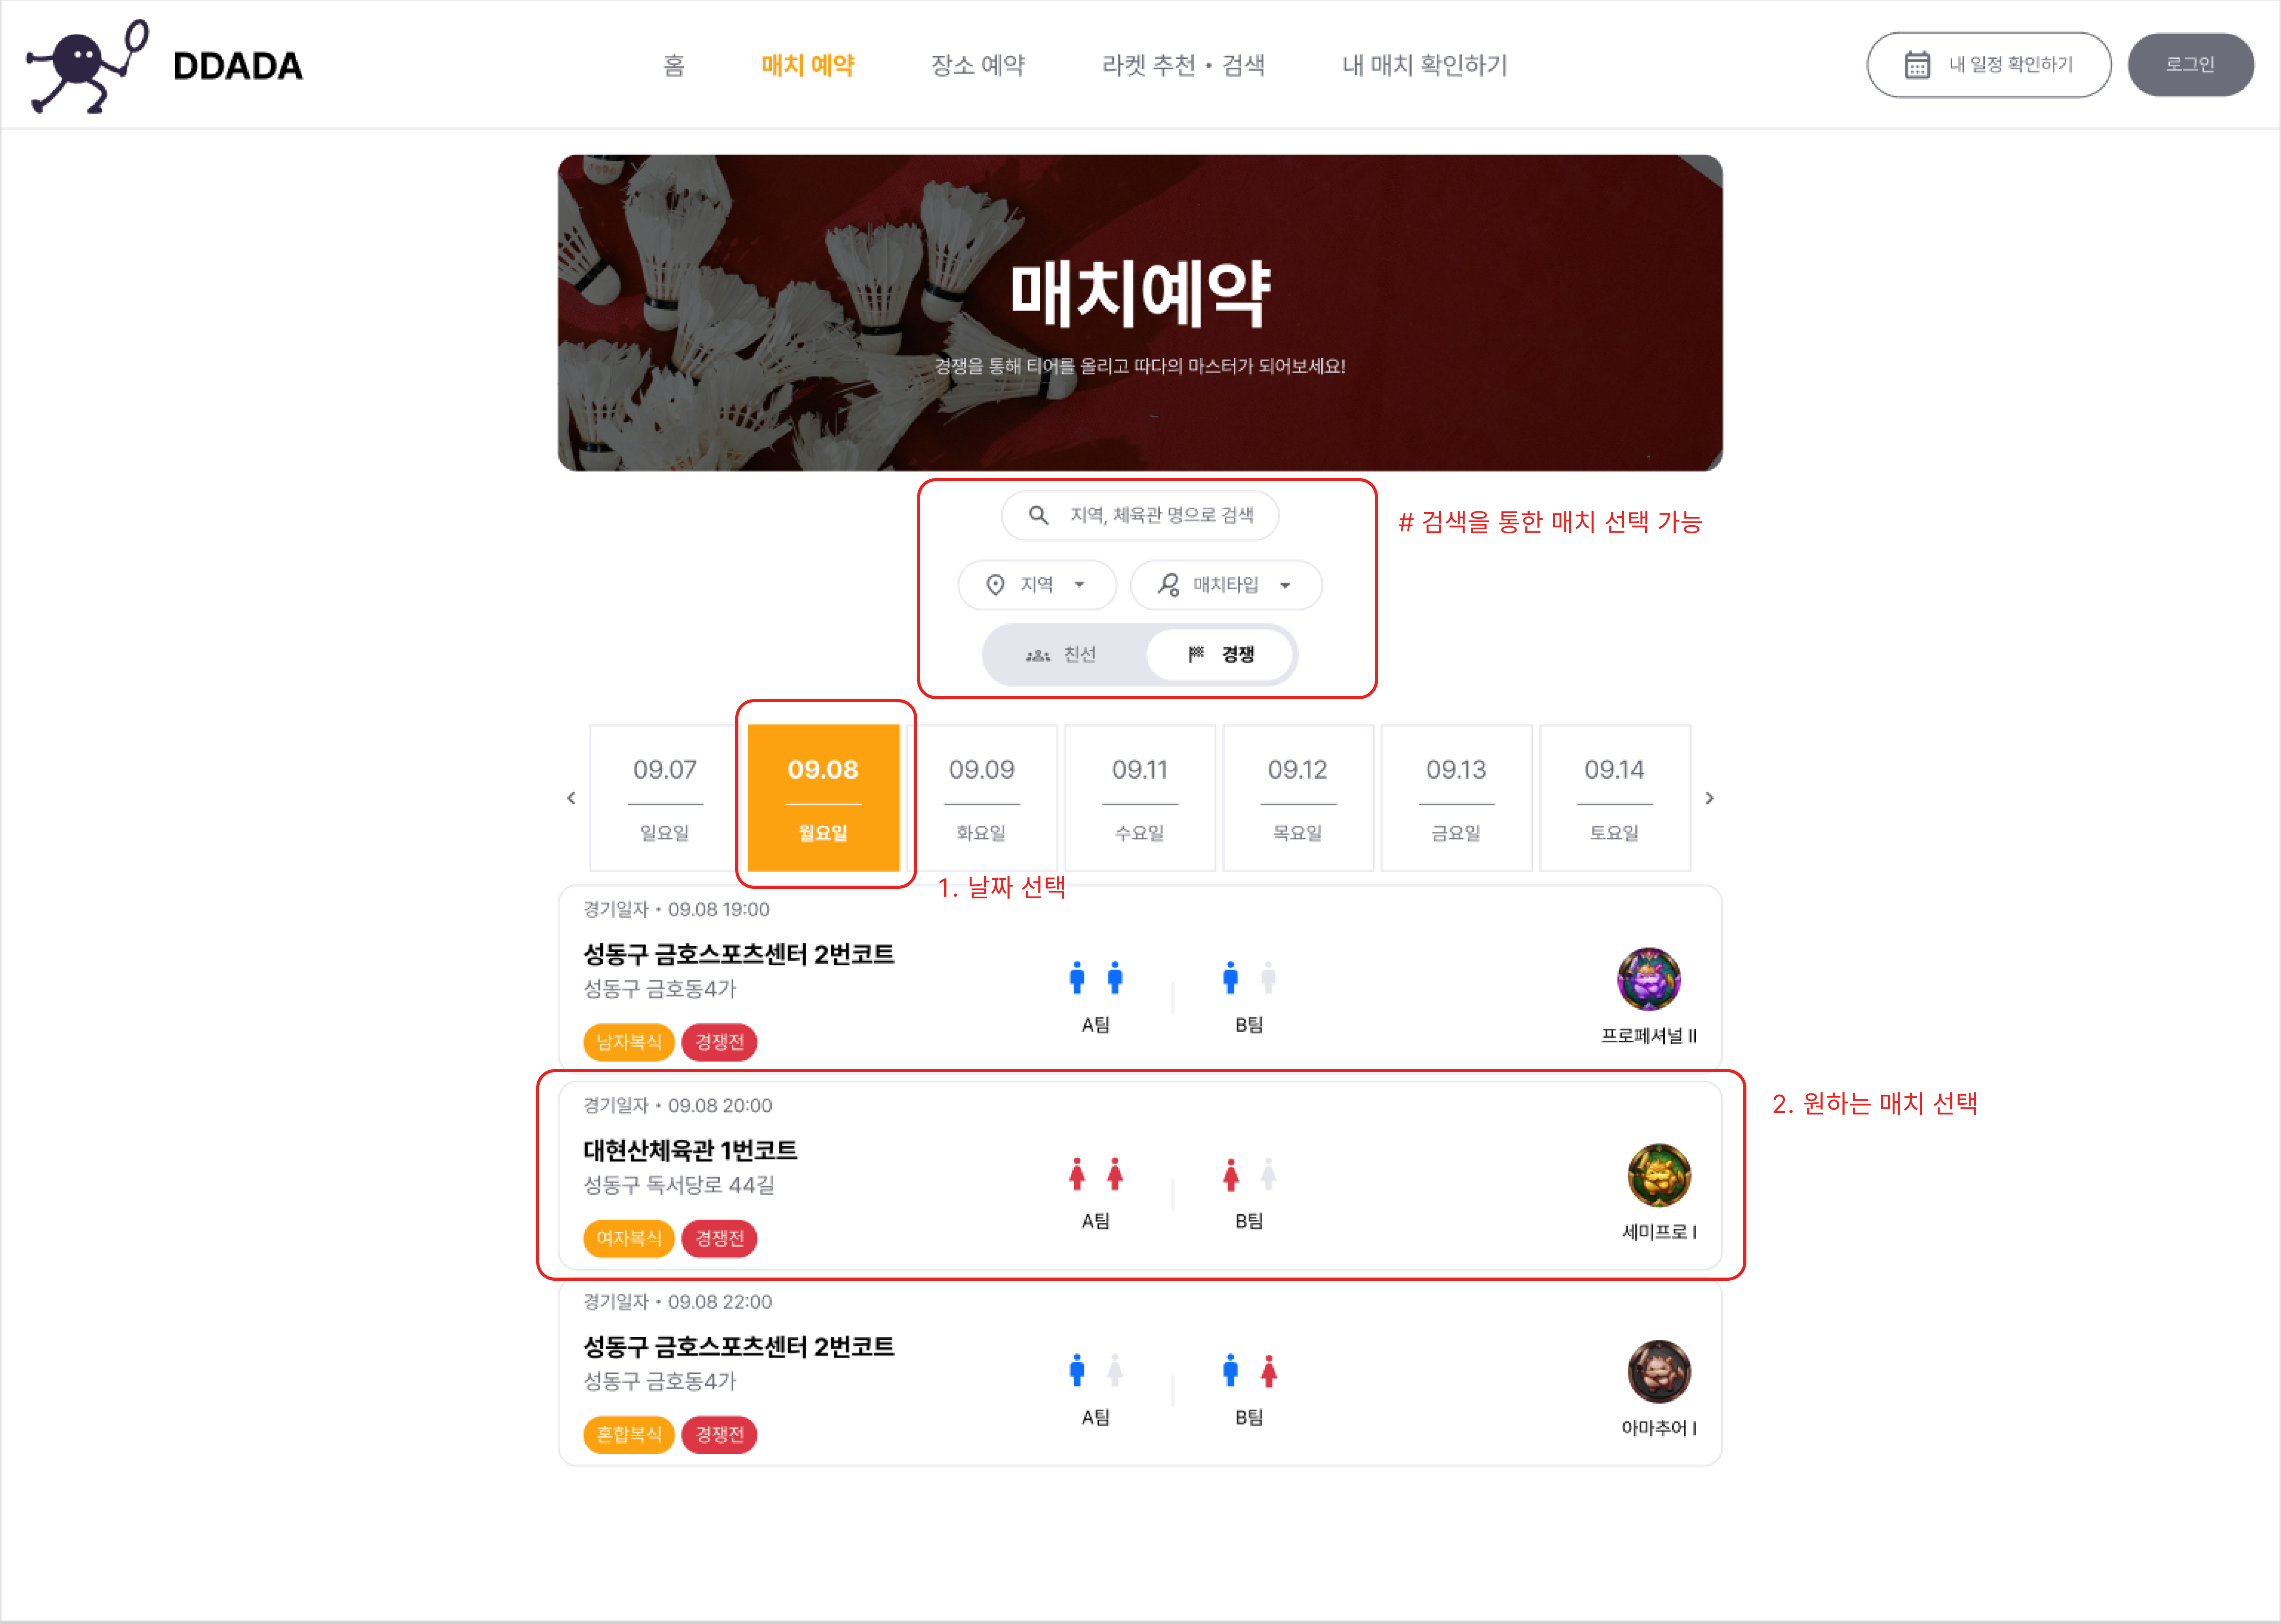 DDADA
홈
매치 예약
장소 예약
라켓 추천 • 검색
내 매치 확인하기
내 일정 확인하기
로그인
매치예약
경쟁을 통해 티어를 올리고 따다의 마스터가 되어보세요!
지역, 체육관 명으로 검색
# 검색을 통한 매치 선택 가능
지역
매치타입
친선
경쟁
09.07
일요일
09.08
월요일
09.09
화요일
09.11
수요일
09.12
목요일
09.13
금요일
09.14
토요일
1. 날짜 선택
경기일자 • 09.08 19:00
성동구 금호스포츠센터 2번코트
성동구 금호동4가
남자복식
경쟁전
A팀
B팀
프로페셔널 II
2. 원하는 매치 선택
경기일자 • 09.08 20:00
대현산체육관 1번코트
성동구 독서당로 44길
여자복식
경쟁전
A팀
B팀
세미프로 I
경기일자 • 09.08 22:00
성동구 금호스포츠센터 2번코트
성동구 금호동4가
혼합복식
경쟁전
A팀
B팀
아마추어 I